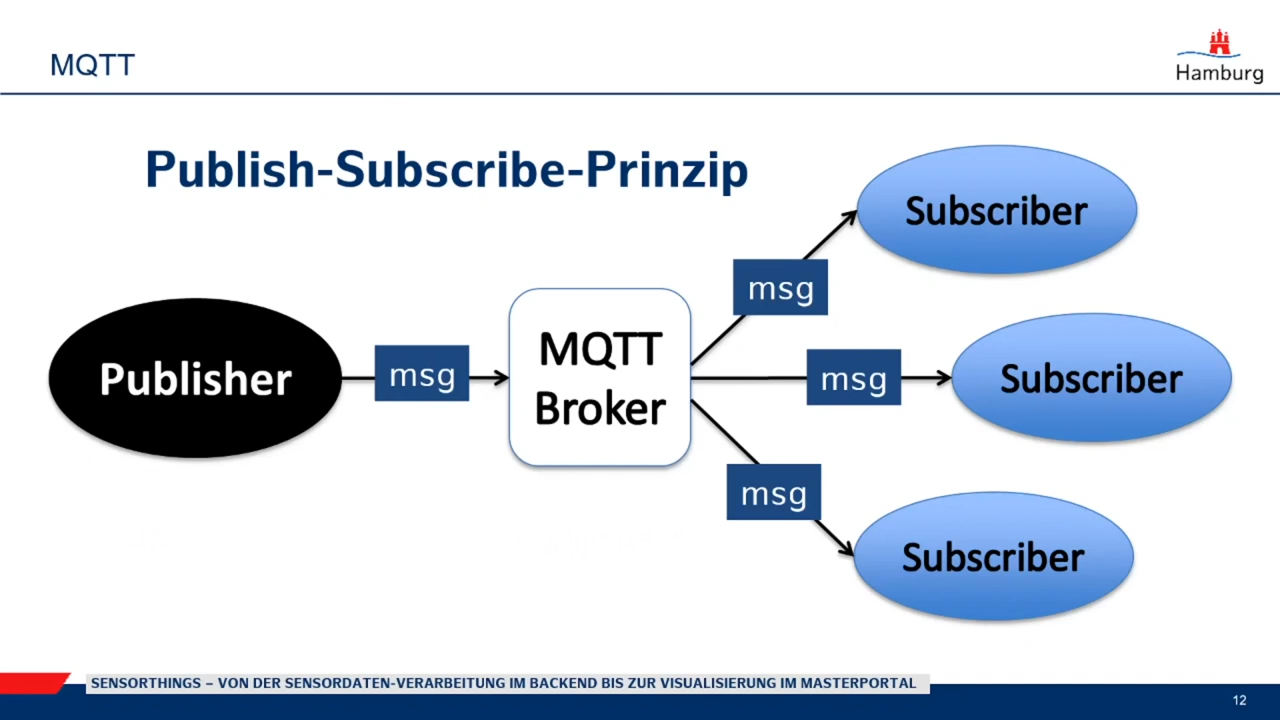 MQTT
Hamburg
Publish-Subscribe-Prinzip
Subscriber
msg
Publisher
msg
MQTT
Broker
msg
Subscriber
msg
Subscriber
SENSORTHINGS – VON DER SENSORDATEN-VERARBEITUNG IM BACKEND BIS ZUR VISUALISIERUNG IM MASTERPORTAL
12